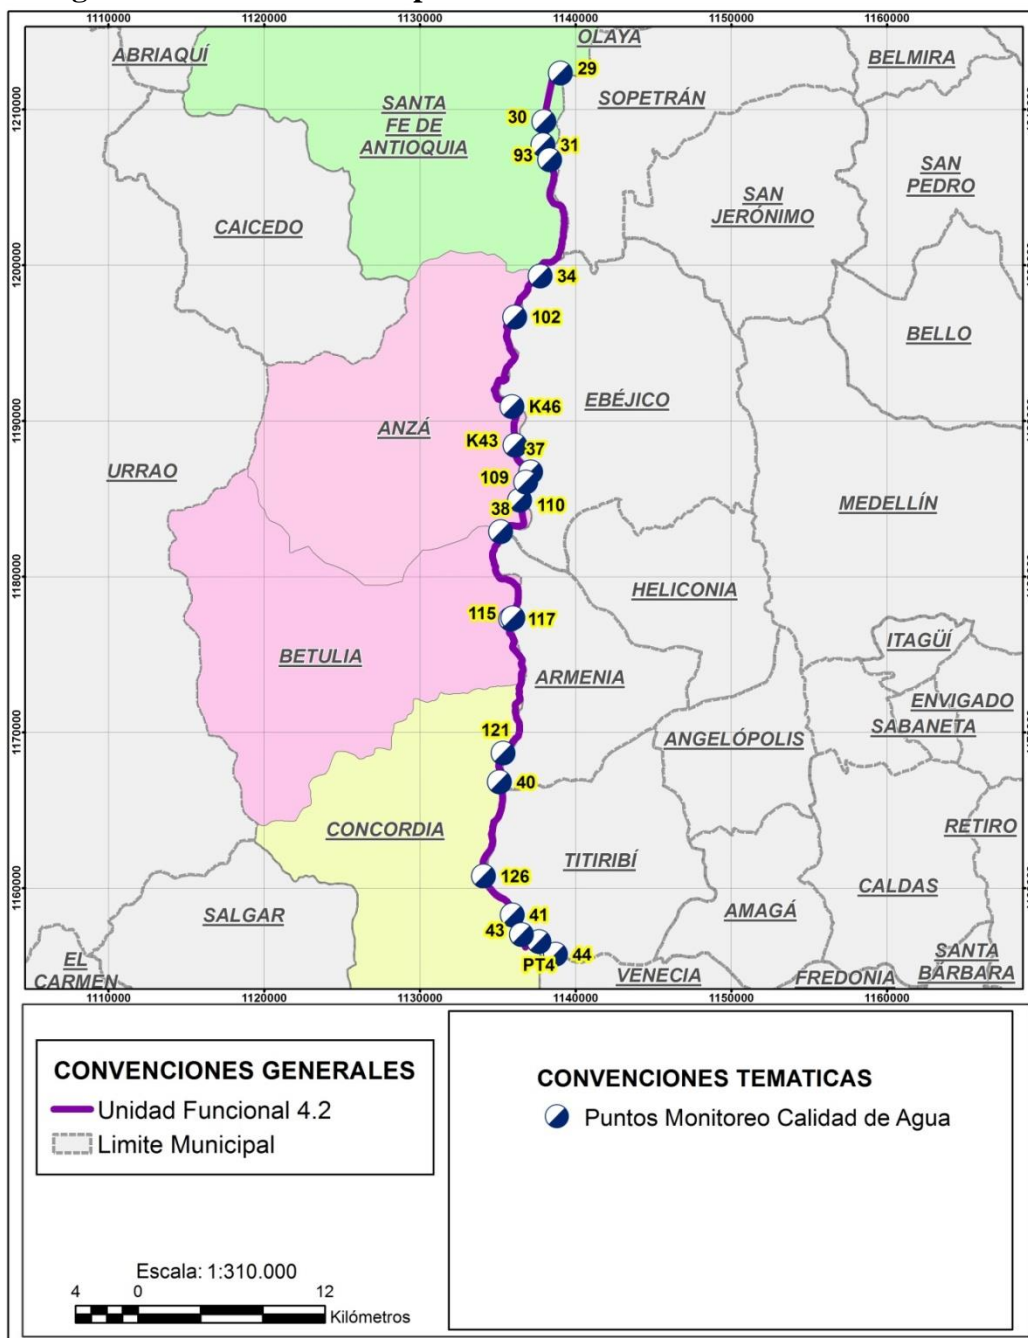 1110000 1120000 1130000 1140000 1150000 1160000
OLAYA
ABRIAQUÍ
BELMIRA
29
SOPETRÁN
SANTA
FE DE
ANTIOQUIA
1210000
30
31
93
SAN
PEDRO
SAN
JERÓNIMO
CAICEDO
1200000
34
102
BELLO
EBÉJICO
K46
ANZÁ
1190000
K43
37
URRAO
109
110
38
MEDELLÍN
1180000
HELICONIA
115
117
ITAGÜÍ
BETULIA
ARMENIA
ENVIGADO
SABANETA
1170000
121
ANGELÓPOLIS
40
CONCORDIA
RETIRO
TITIRIBÍ
126
CALDAS
1160000
SALGAR
41
AMAGÁ
43
44
PT4
EL
CARMEN
VENECIA
FREDONIA
SANTA
BÁRBARA
1110000 1120000 1130000 1140000 1150000 1160000
CONVENCIONES GENERALES
Unidad Funcional 4.2
Limite Municipal
Escala: 1:310.000
4 0 12
Kilómetros
CONVENCIONES TEMATICAS
Puntos Monitoreo Calidad de Agua